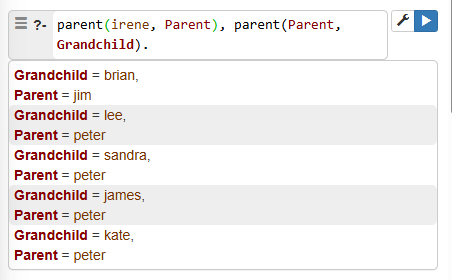 ?- parent(irene, Parent), parent(Parent,
Grandchild).
Grandchild = brian,
Parent = jim
Grandchild = lee,
Parent = peter
Grandchild = sandra,
Parent = peter
Grandchild = james,
Parent = peter
Grandchild = kate,
Parent = peter